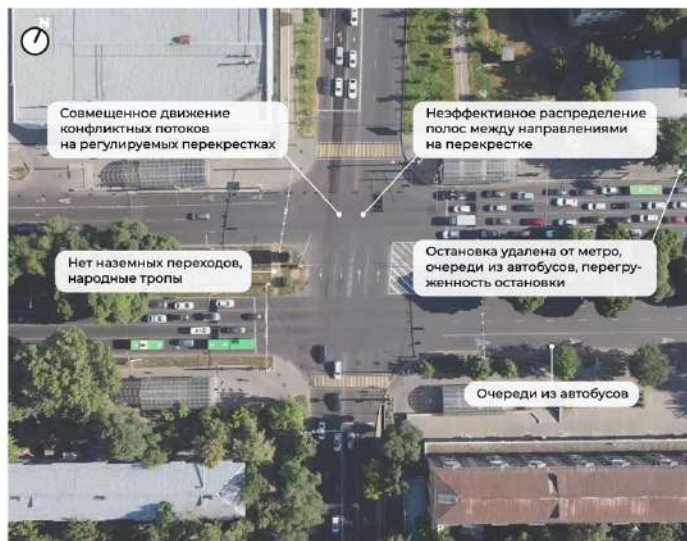 N
Совмещенное движение
конфликтных потоков
на регулируемых перекрестках
Неэффективное распределение
полос между направлениями
на перекрестке
Нет наземных переходов,
народные тропы
Остановка удалена от метро,
очереди из автобусов, перегру-
женность остановки
Очереди из автобусов